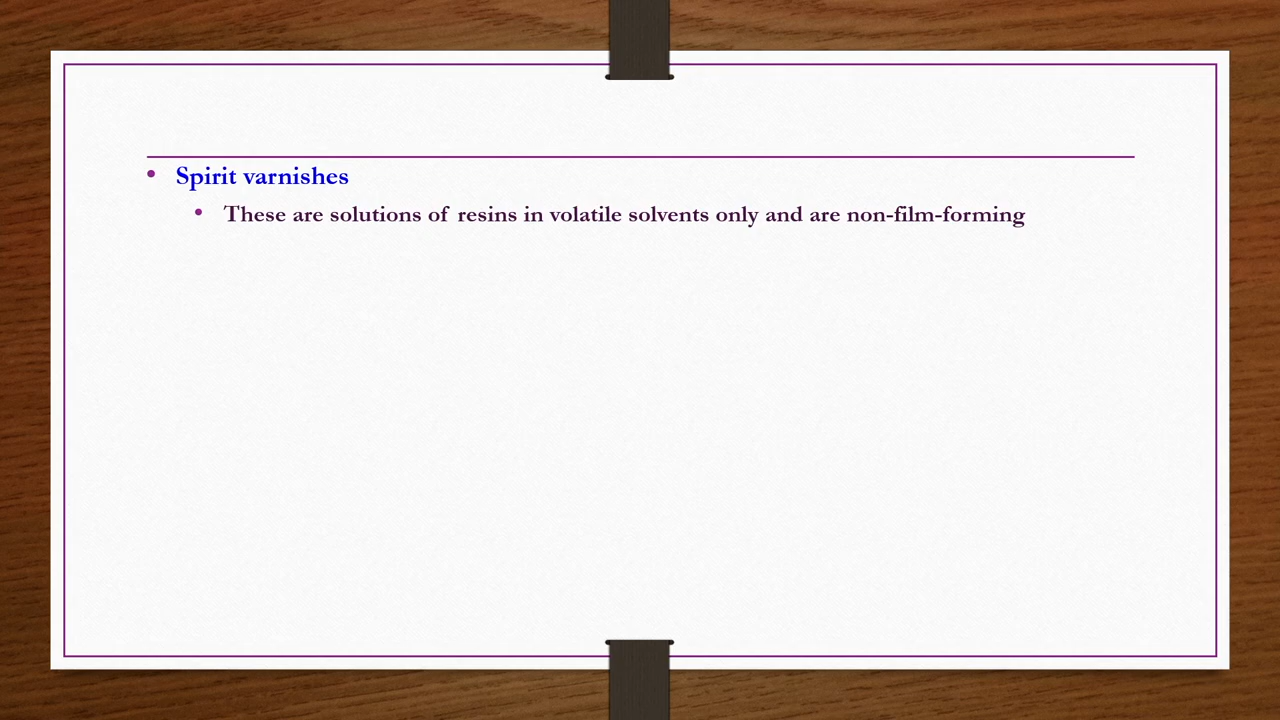 • Spirit varnishes
• These are solutions of resins in volatile solvents only and are non-film-forming